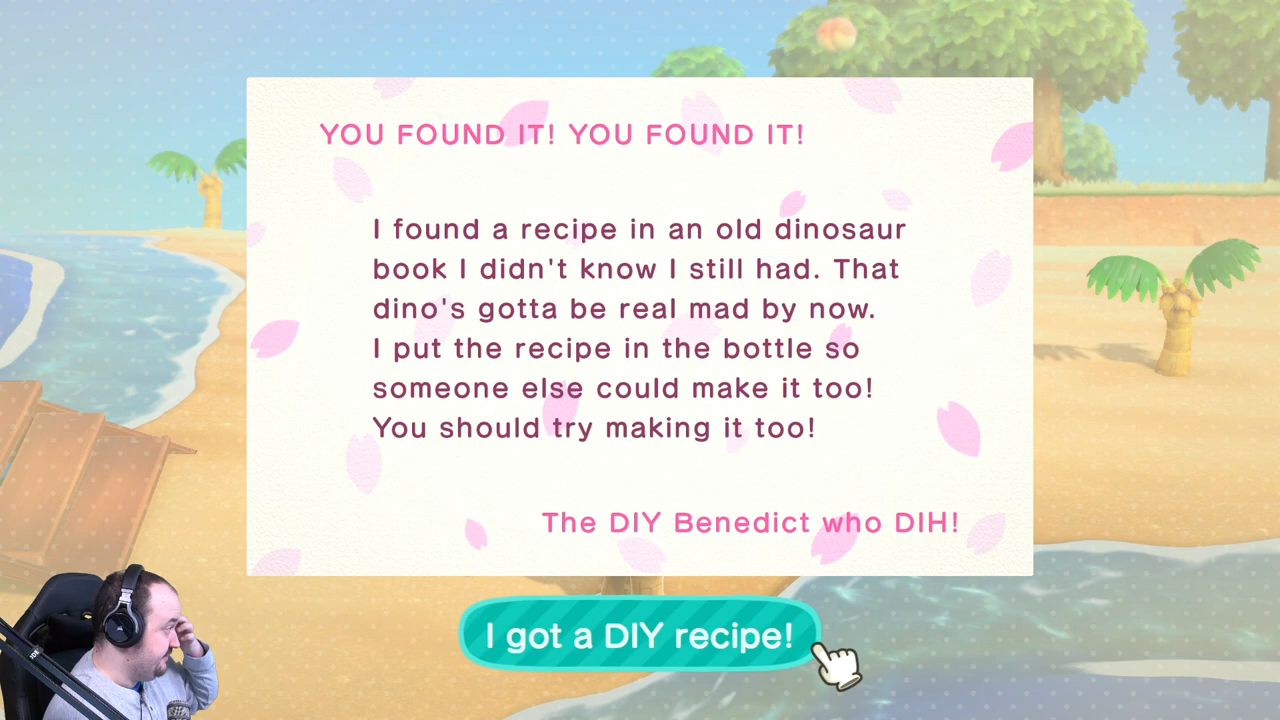 YOU FOUND IT! YOU FOUND IT!
I found a recipe in an old dinosaur
book I didn't know I still had. That
dino's gotta be real mad by now.
I put the recipe in the bottle so
someone else could make it too!
You should try making it too!
The DIY Benedict who DIH!
I got a DIY recipe!